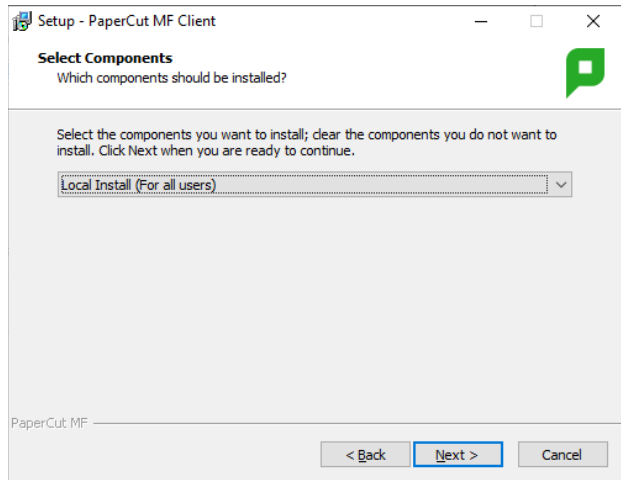 Setup - PaperCut MF Client
Select Components
Which components should be installed?
Select the components you want to install; clear the components you do not want to
install. Click Next when you are ready to continue.
Local Install (For all users)
PaperCut MF
< Back
Next >
Cancel